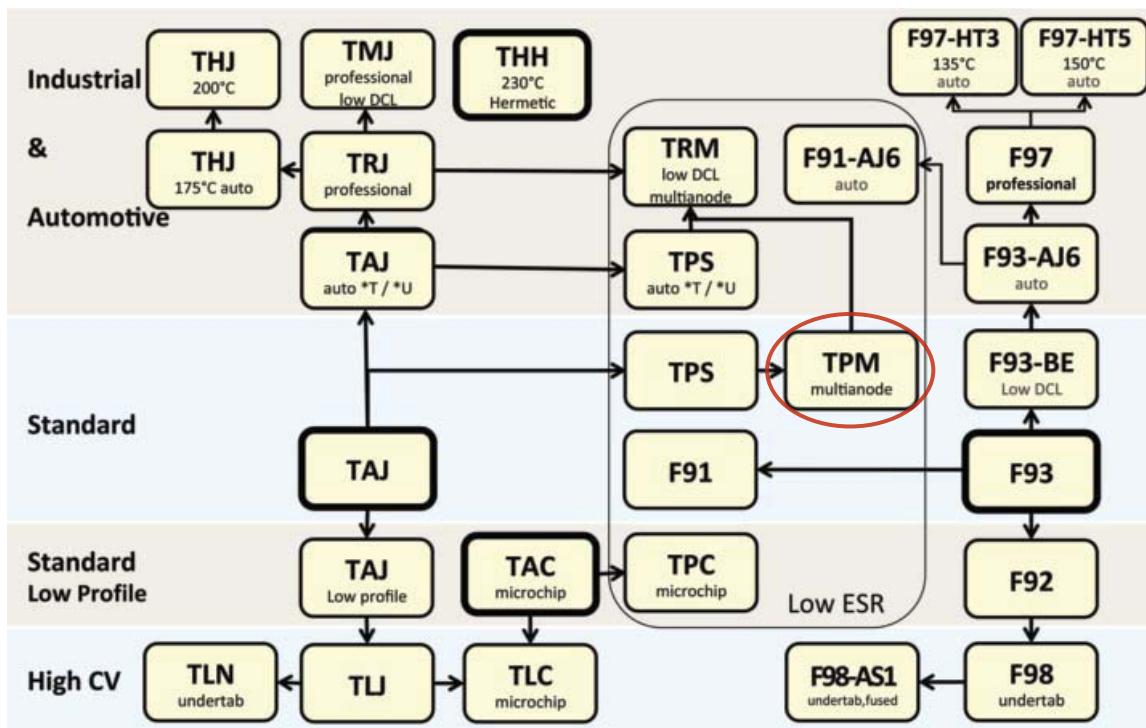 Industrial
&
Automotive
THJ
200°C
TMJ
professional
low DCL
THH
230°C
Hermetic
F97-HT3
135°C
auto
F97-HT5
150°C
auto
THJ
175°C auto
TRJ
professional
TRM
low DCL
multianode
F91-AJ6
auto
F97
professional
TAJ
auto *T / *U
TPS
auto *T / *U
F93-AJ6
auto
Standard
TPS
TPM
multianode
F93-BE
Low DCL
TAJ
F91
F93
Standard
Low Profile
TAJ
Low profile
TAC
microchip
TPC
microchip
Low ESR
F92
High CV
TLN
undertab
TLJ
TLC
microchip
F98-AS1
undertab,fused
F98
undertab